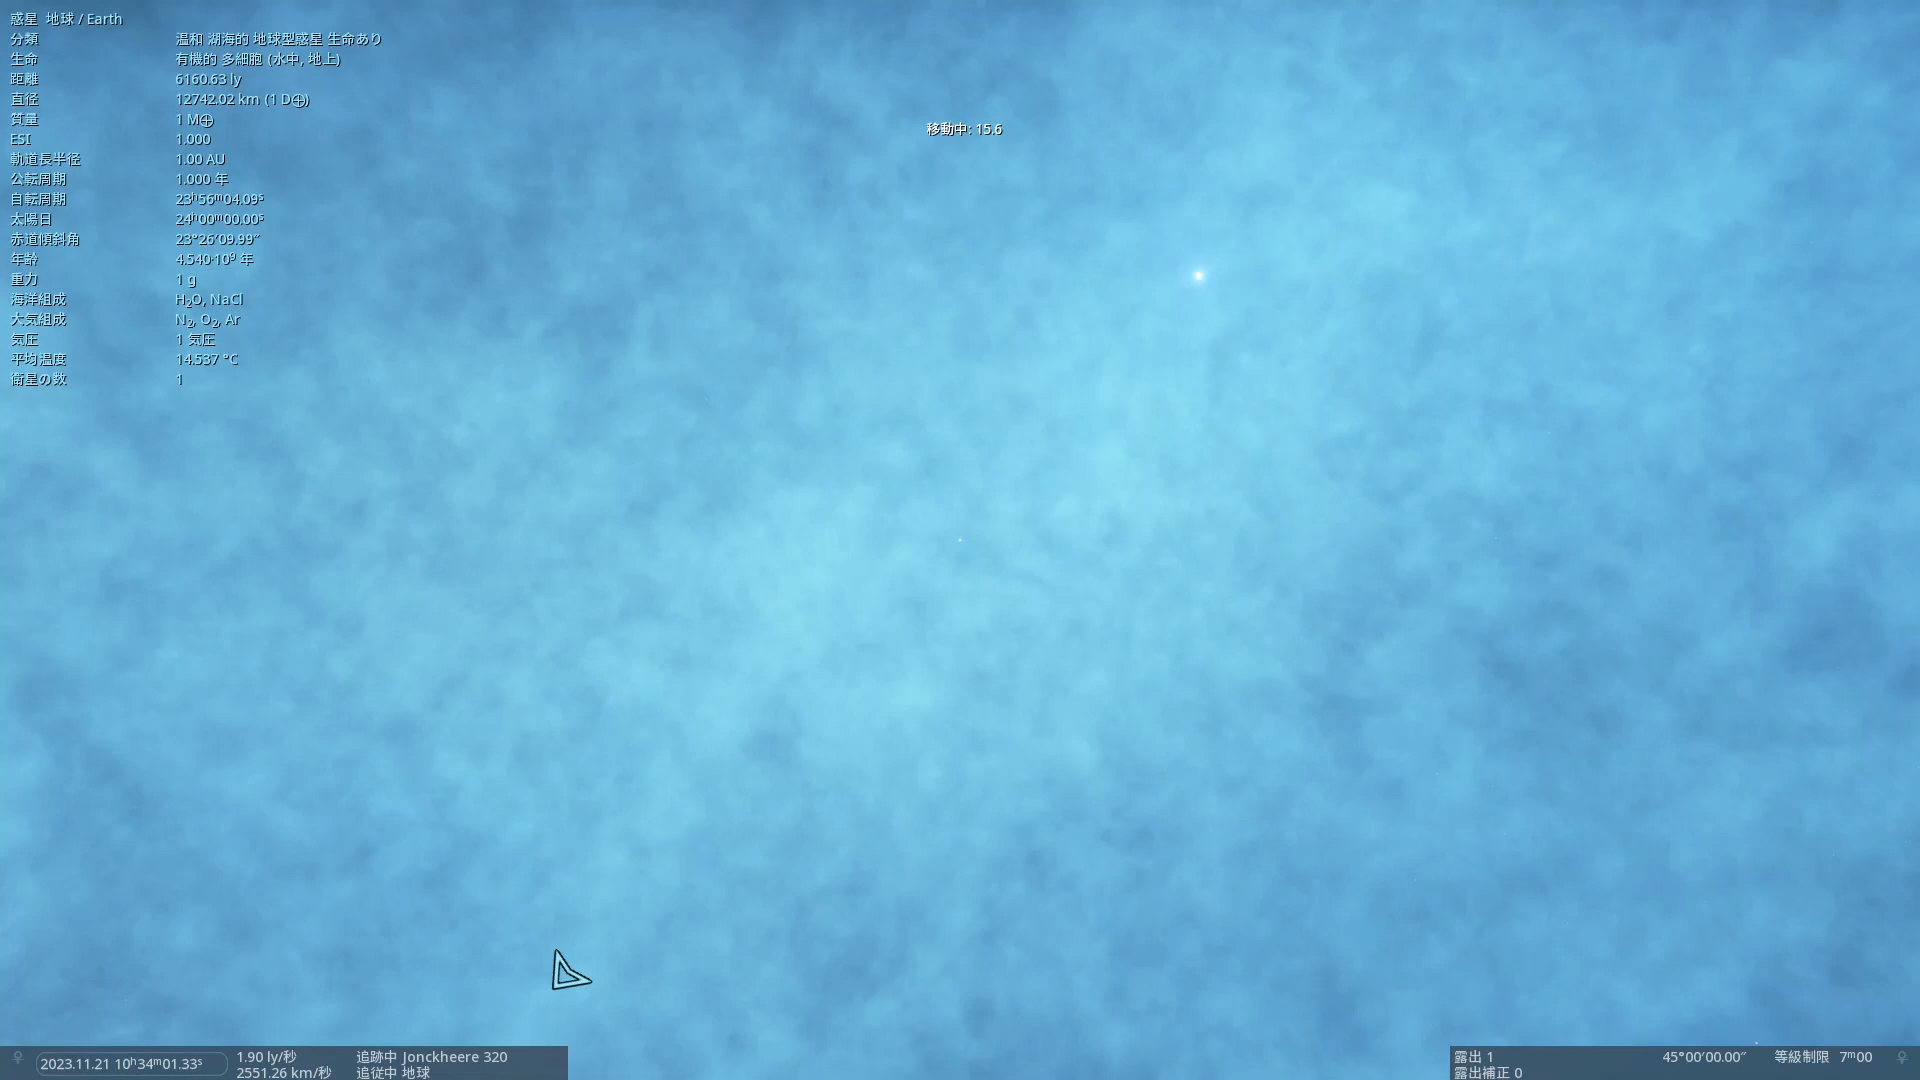 惑星 地球 / Earth
分類 温和 湖海的 地球型惑星 生命あり
生命 有機的 多細胞 (水中, 地上)
距離 6160.63 ly
直径 12742.02 km (1 D⊕)
質量 1 M⊕
ESI 1.000
軌道長半径 1.00 AU
公転周期 1.000 年
自転周期 23ʰ56ᵐ04.09ˢ
太陽日 24ʰ00ᵐ00.00ˢ
赤道傾斜角 23°26′09.99″
年齢 4.540·10⁹ 年
重力 1 g
海洋組成 H₂O, NaCl
大気組成 N₂, O₂, Ar
気圧 1 気圧
平均温度 14.537 °C
衛星の数 1
移動中: 15.6
2023.11.21 10ʰ34ᵐ01.33ˢ
1.90 ly/秒 追跡中 Jonckheere 320
2551.26 km/秒 追従中 地球
露出 1 45°00′00.00″ 等級制限 7ᵐ00
露出補正 0